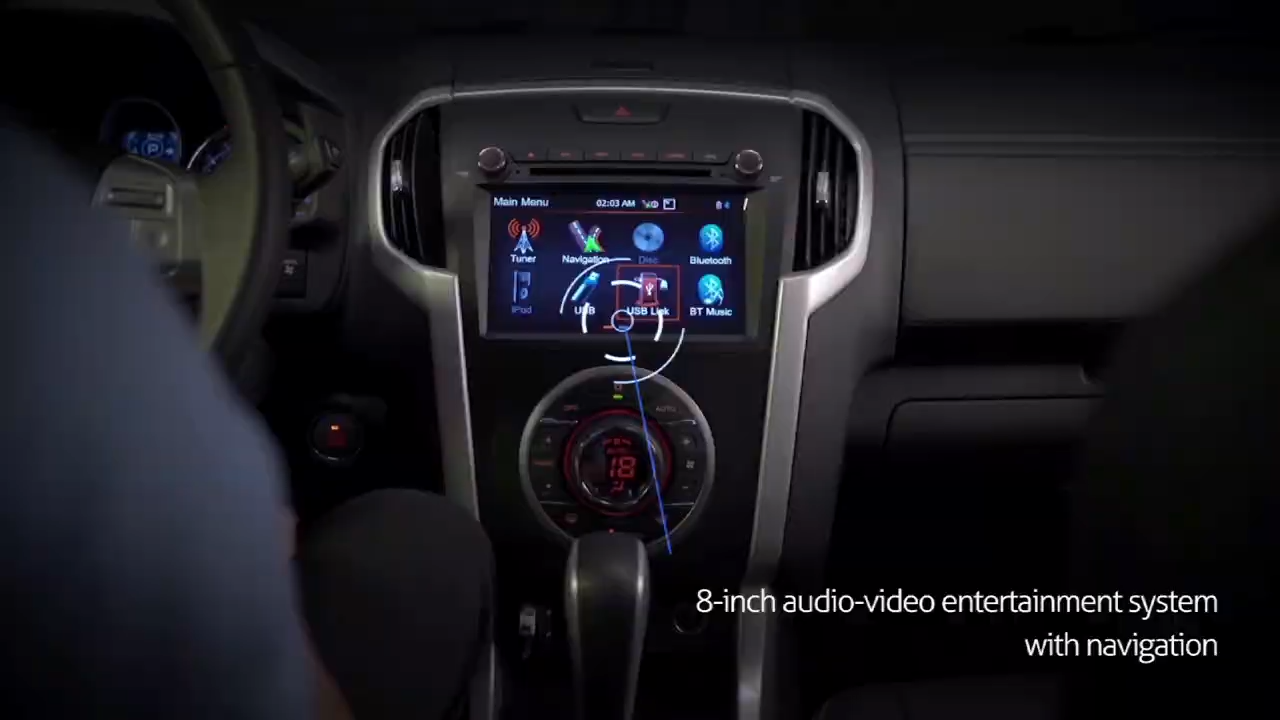 Main Menu
02:03 AM
Tuner
Navigation
Disc
Bluetooth
iPod
USB
USB Link
BT Music
P
AUTO
18
8-inch audio-video entertainment system
with navigation